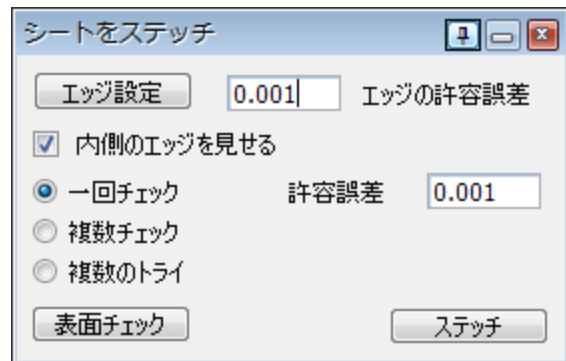 シートをステッチ
エッジ設定 0.001 エッジの許容誤差
内側のエッジを見せる
一回チェック 許容誤差 0.001
複数チェック
複数のトライ
表面チェック ステッチ